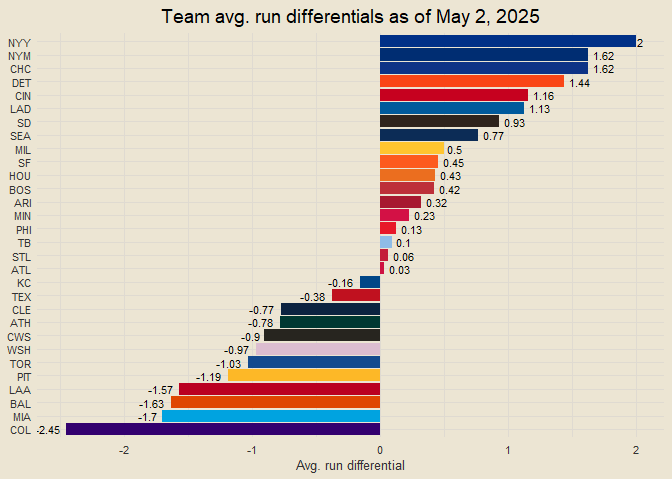 Team avg. run differentials as of May 2, 2025
NYY 2
NYM 1.62
CHC 1.62
DET 1.44
CIN 1.16
LAD 1.13
SD 0.93
SEA 0.77
MIL 0.5
SF 0.45
HOU 0.43
BOS 0.42
ARI 0.32
MIN 0.23
PHI 0.13
TB 0.1
STL 0.06
ATL 0.03
KC -0.16
TEX -0.38
CLE -0.77
ATH -0.78
CWS -0.9
WSH -0.97
TOR -1.03
PIT -1.19
LAA -1.57
BAL -1.63
MIA -1.7
COL -2.45
-2 -1 0 1 2
Avg. run differential